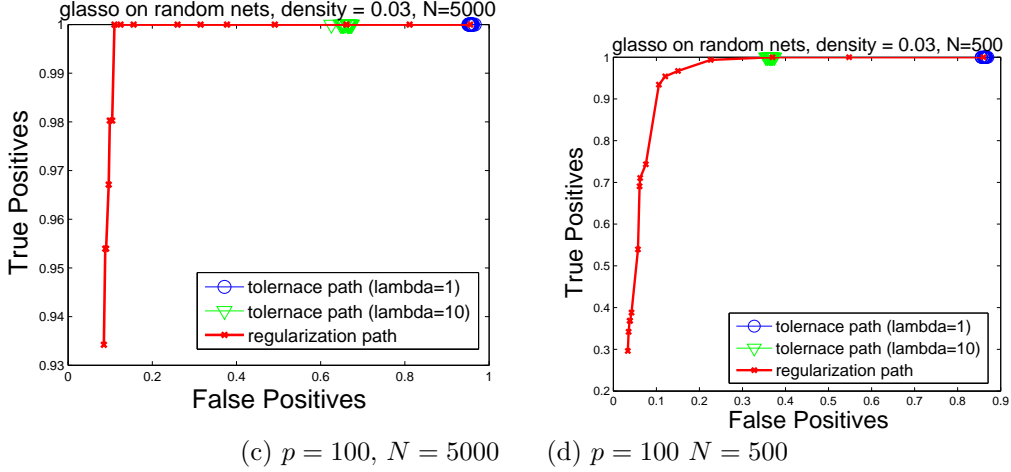 glasso on random nets, density = 0.03, N=5000
1
0.99
0.98
0.97
0.96
0.95
0.94
0.93
0
0.2
0.4
0.6
0.8
1
True Positives
False Positives
tolernace path (lambda=1)
tolernace path (lambda=10)
regularization path
glasso on random nets, density = 0.03, N=500
1
0.9
0.8
0.7
0.6
0.5
0.4
0.3
0.2
0
0.1
0.2
0.3
0.4
0.5
0.6
0.7
0.8
0.9
True Positives
False Positives
tolernace path (lambda=1)
tolernace path (lambda=10)
regularization path
(c) p = 100, N = 5000
(d) p = 100 N = 500